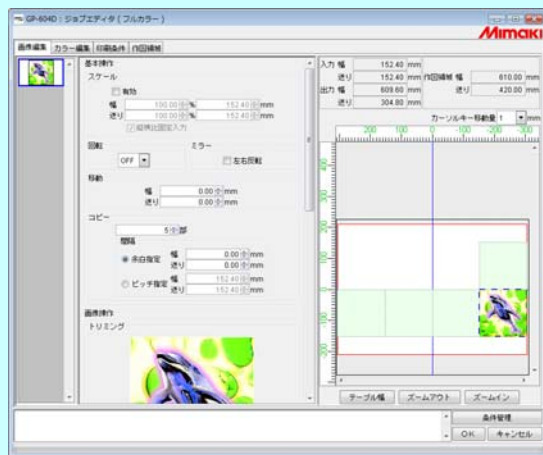 GP-604D : ジョブエディタ (フルカラー)
Mimaki
画像編集 カラー編集 印刷条件 作図領域
基本操作
スケール
有効
幅 100.00 % 152.40 mm
送り 100.00 % 152.40 mm
縦横比固定入力
回転 ミラー
OFF 左右反転
移動
幅 0.00 mm
送り 0.00 mm
コピー
5 部
間隔
余白指定 幅 0.00 mm
送り 0.00 mm
ピッチ指定 幅 152.40 mm
送り 152.40 mm
画像操作
トリミング
入力 幅 152.40 mm
送り 152.40 mm 作図領域 幅 610.00 mm
出力 幅 609.60 mm 送り 420.00 mm
送り 304.80 mm
カーソルキー移動量 1 mm
200 100 0 -100 -200 -300
400
300
200
100
0
-100
-200
テーブル幅 ズームアウト ズームイン
条件管理
OK キャンセル